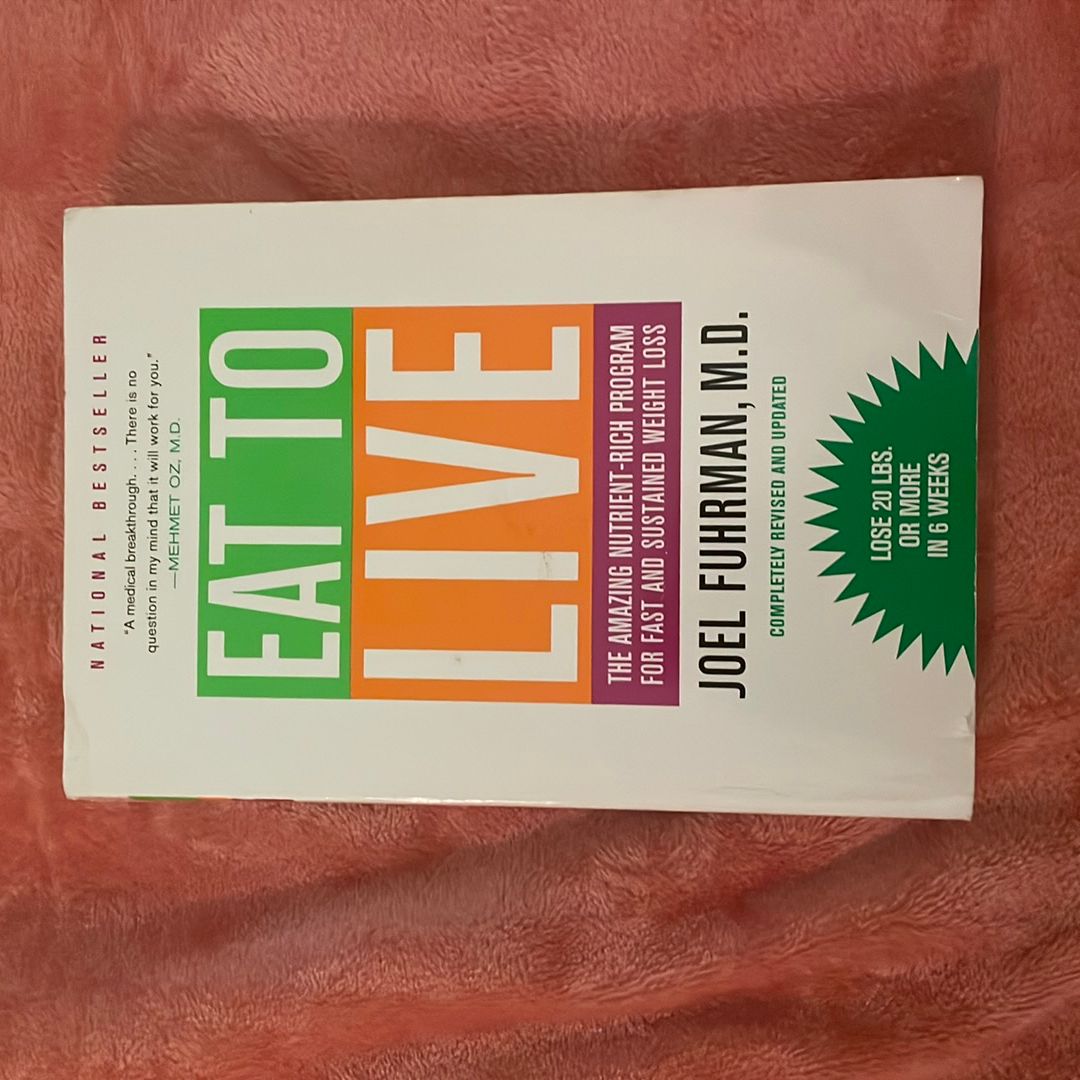 NATIONAL BESTSELLER
"A medical breakthrough. . . . There is no
question in my mind that it will work for you."
—MEHMET OZ, M.D.
EAT TO
LIVE
THE AMAZING NUTRIENT-RICH PROGRAM
FOR FAST AND SUSTAINED WEIGHT LOSS
JOEL FUHRMAN, M.D.
COMPLETELY REVISED AND UPDATED
LOSE 20 LBS.
OR MORE
IN 6 WEEKS